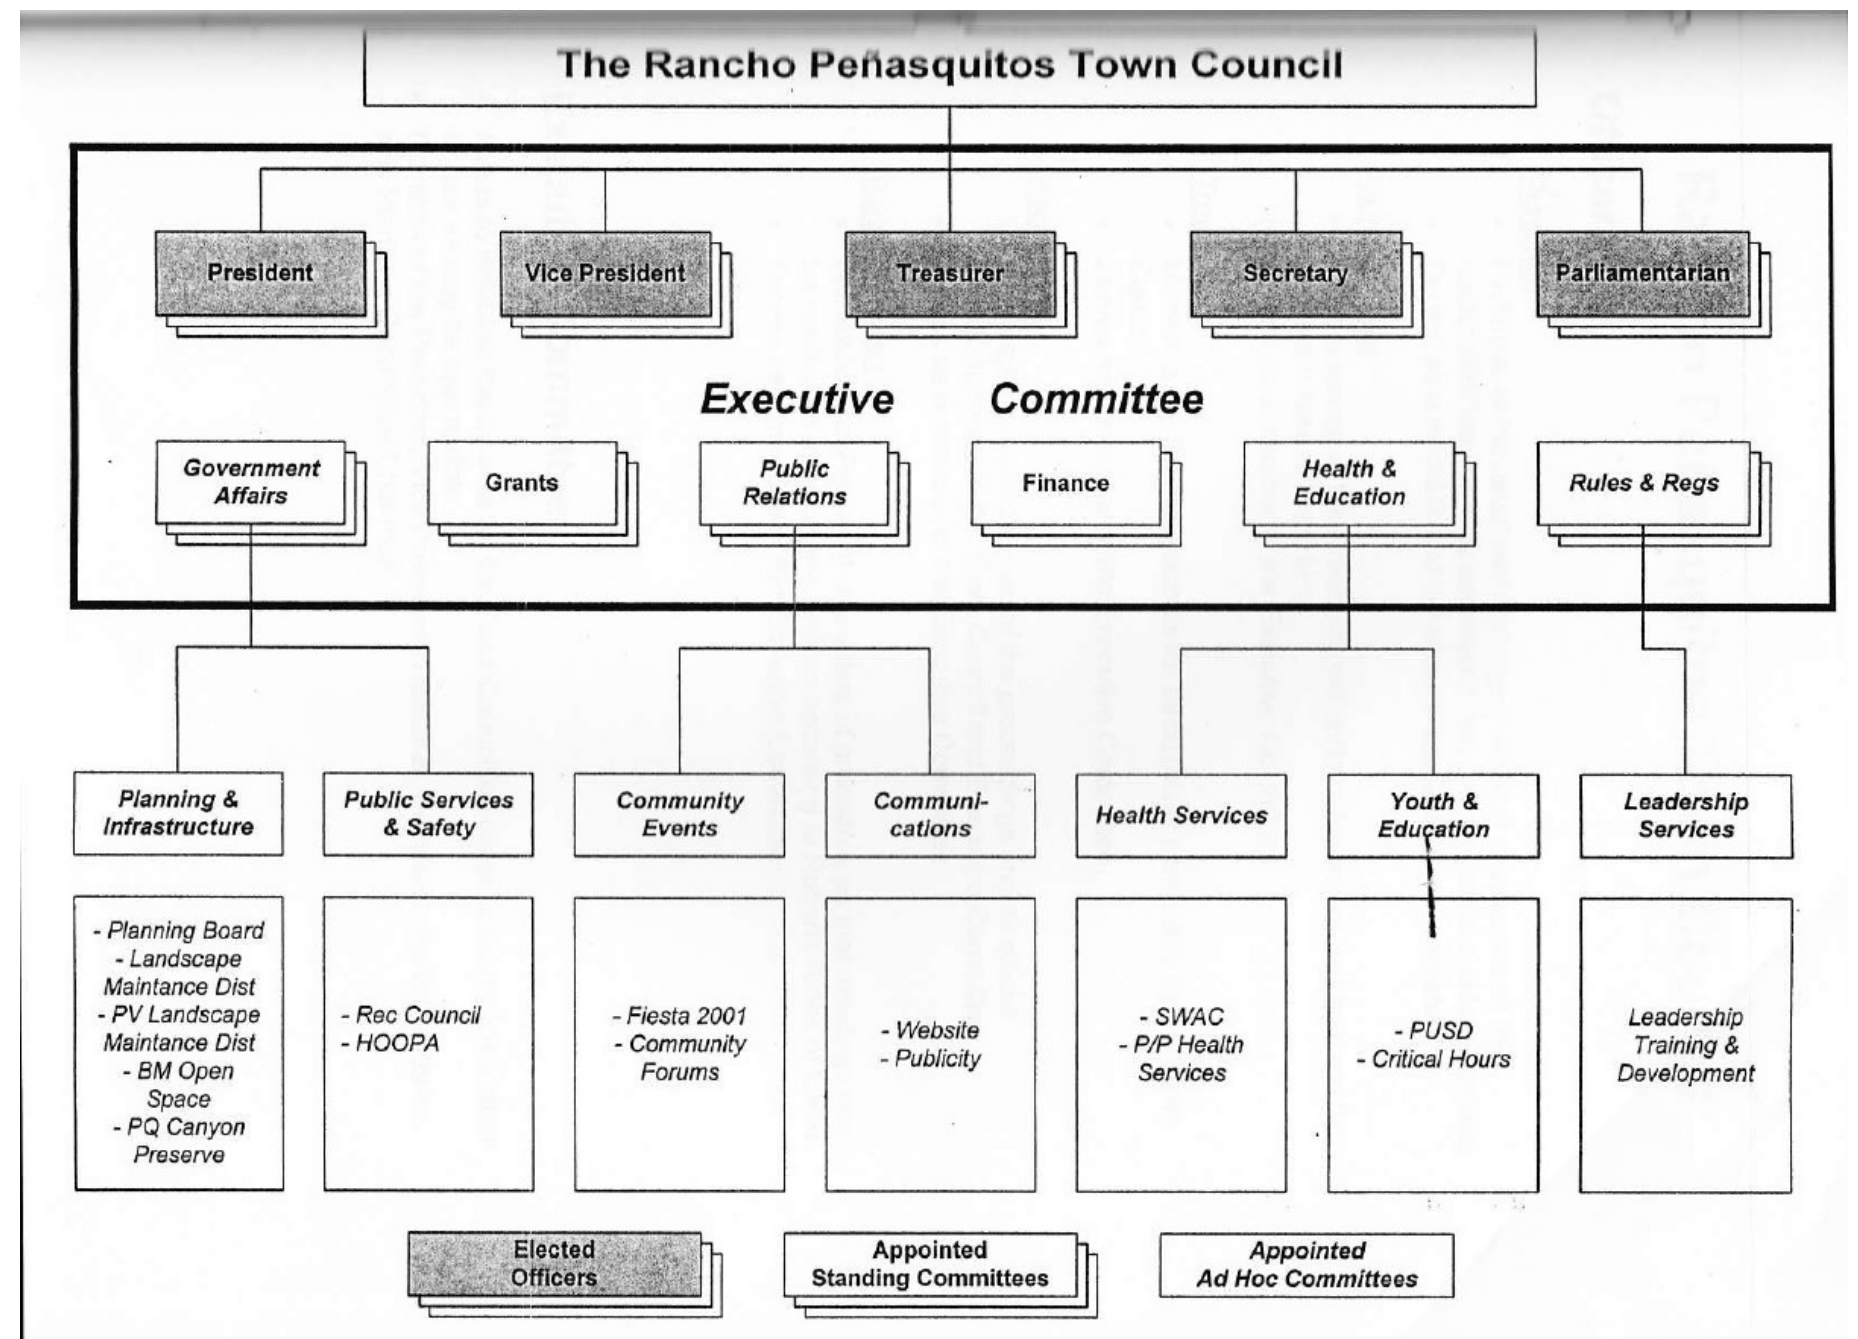 The Rancho Peñasquitos Town Council
President
Vice President
Treasurer
Secretary
Parliamentarian
Executive Committee
Government
Affairs
Grants
Public
Relations
Finance
Health &
Education
Rules & Regs
Planning &
Infrastructure
Public Services
& Safety
Community
Events
Communi-
cations
Health Services
Youth &
Education
Leadership
Services
- Planning Board
- Landscape
Maintance Dist
- PV Landscape
Maintance Dist
- BM Open
Space
- PQ Canyon
Preserve
- Rec Council
- HOOPA
- Fiesta 2001
- Community
Forums
- Website
- Publicity
- SWAC
- P/P Health
Services
- PUSD
- Critical Hours
Leadership
Training &
Development
Elected
Officers
Appointed
Standing Committees
Appointed
Ad Hoc Committees